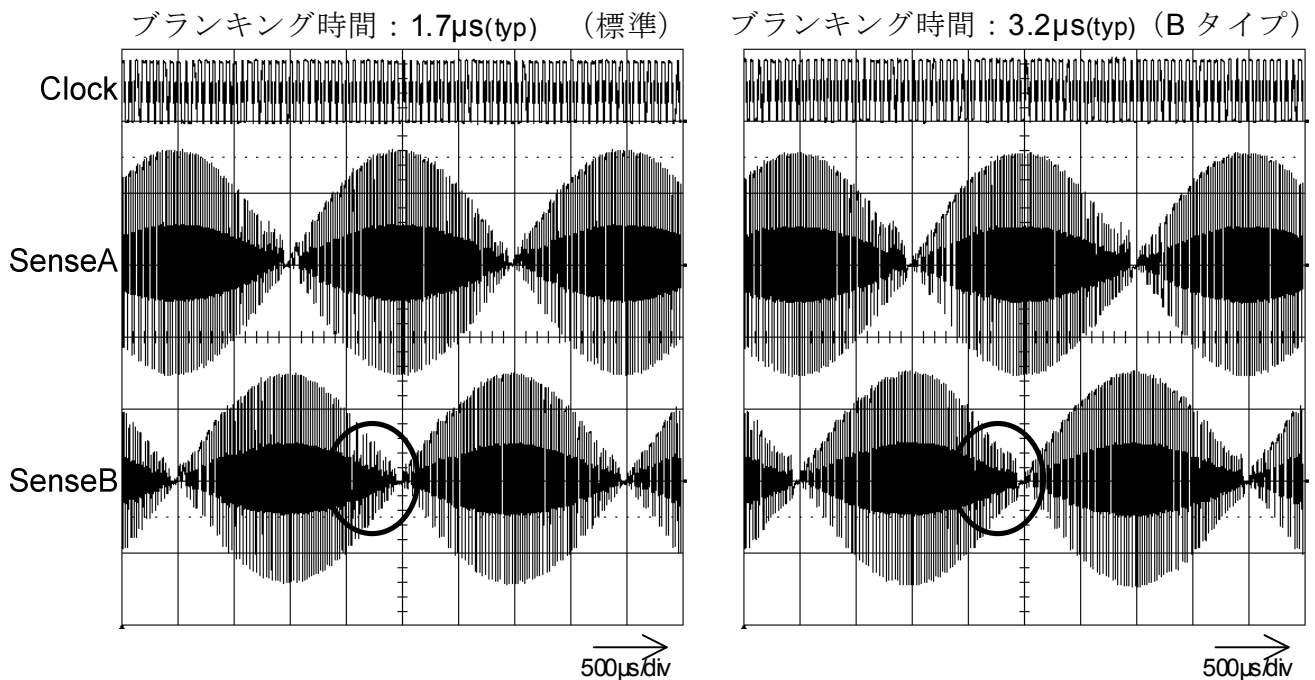 ブランキング時間：1.7μs(typ) （標準）
ブランキング時間：3.2μs(typ)（B タイプ）
Clock
SenseA
SenseB
500μs/div
500μs/div